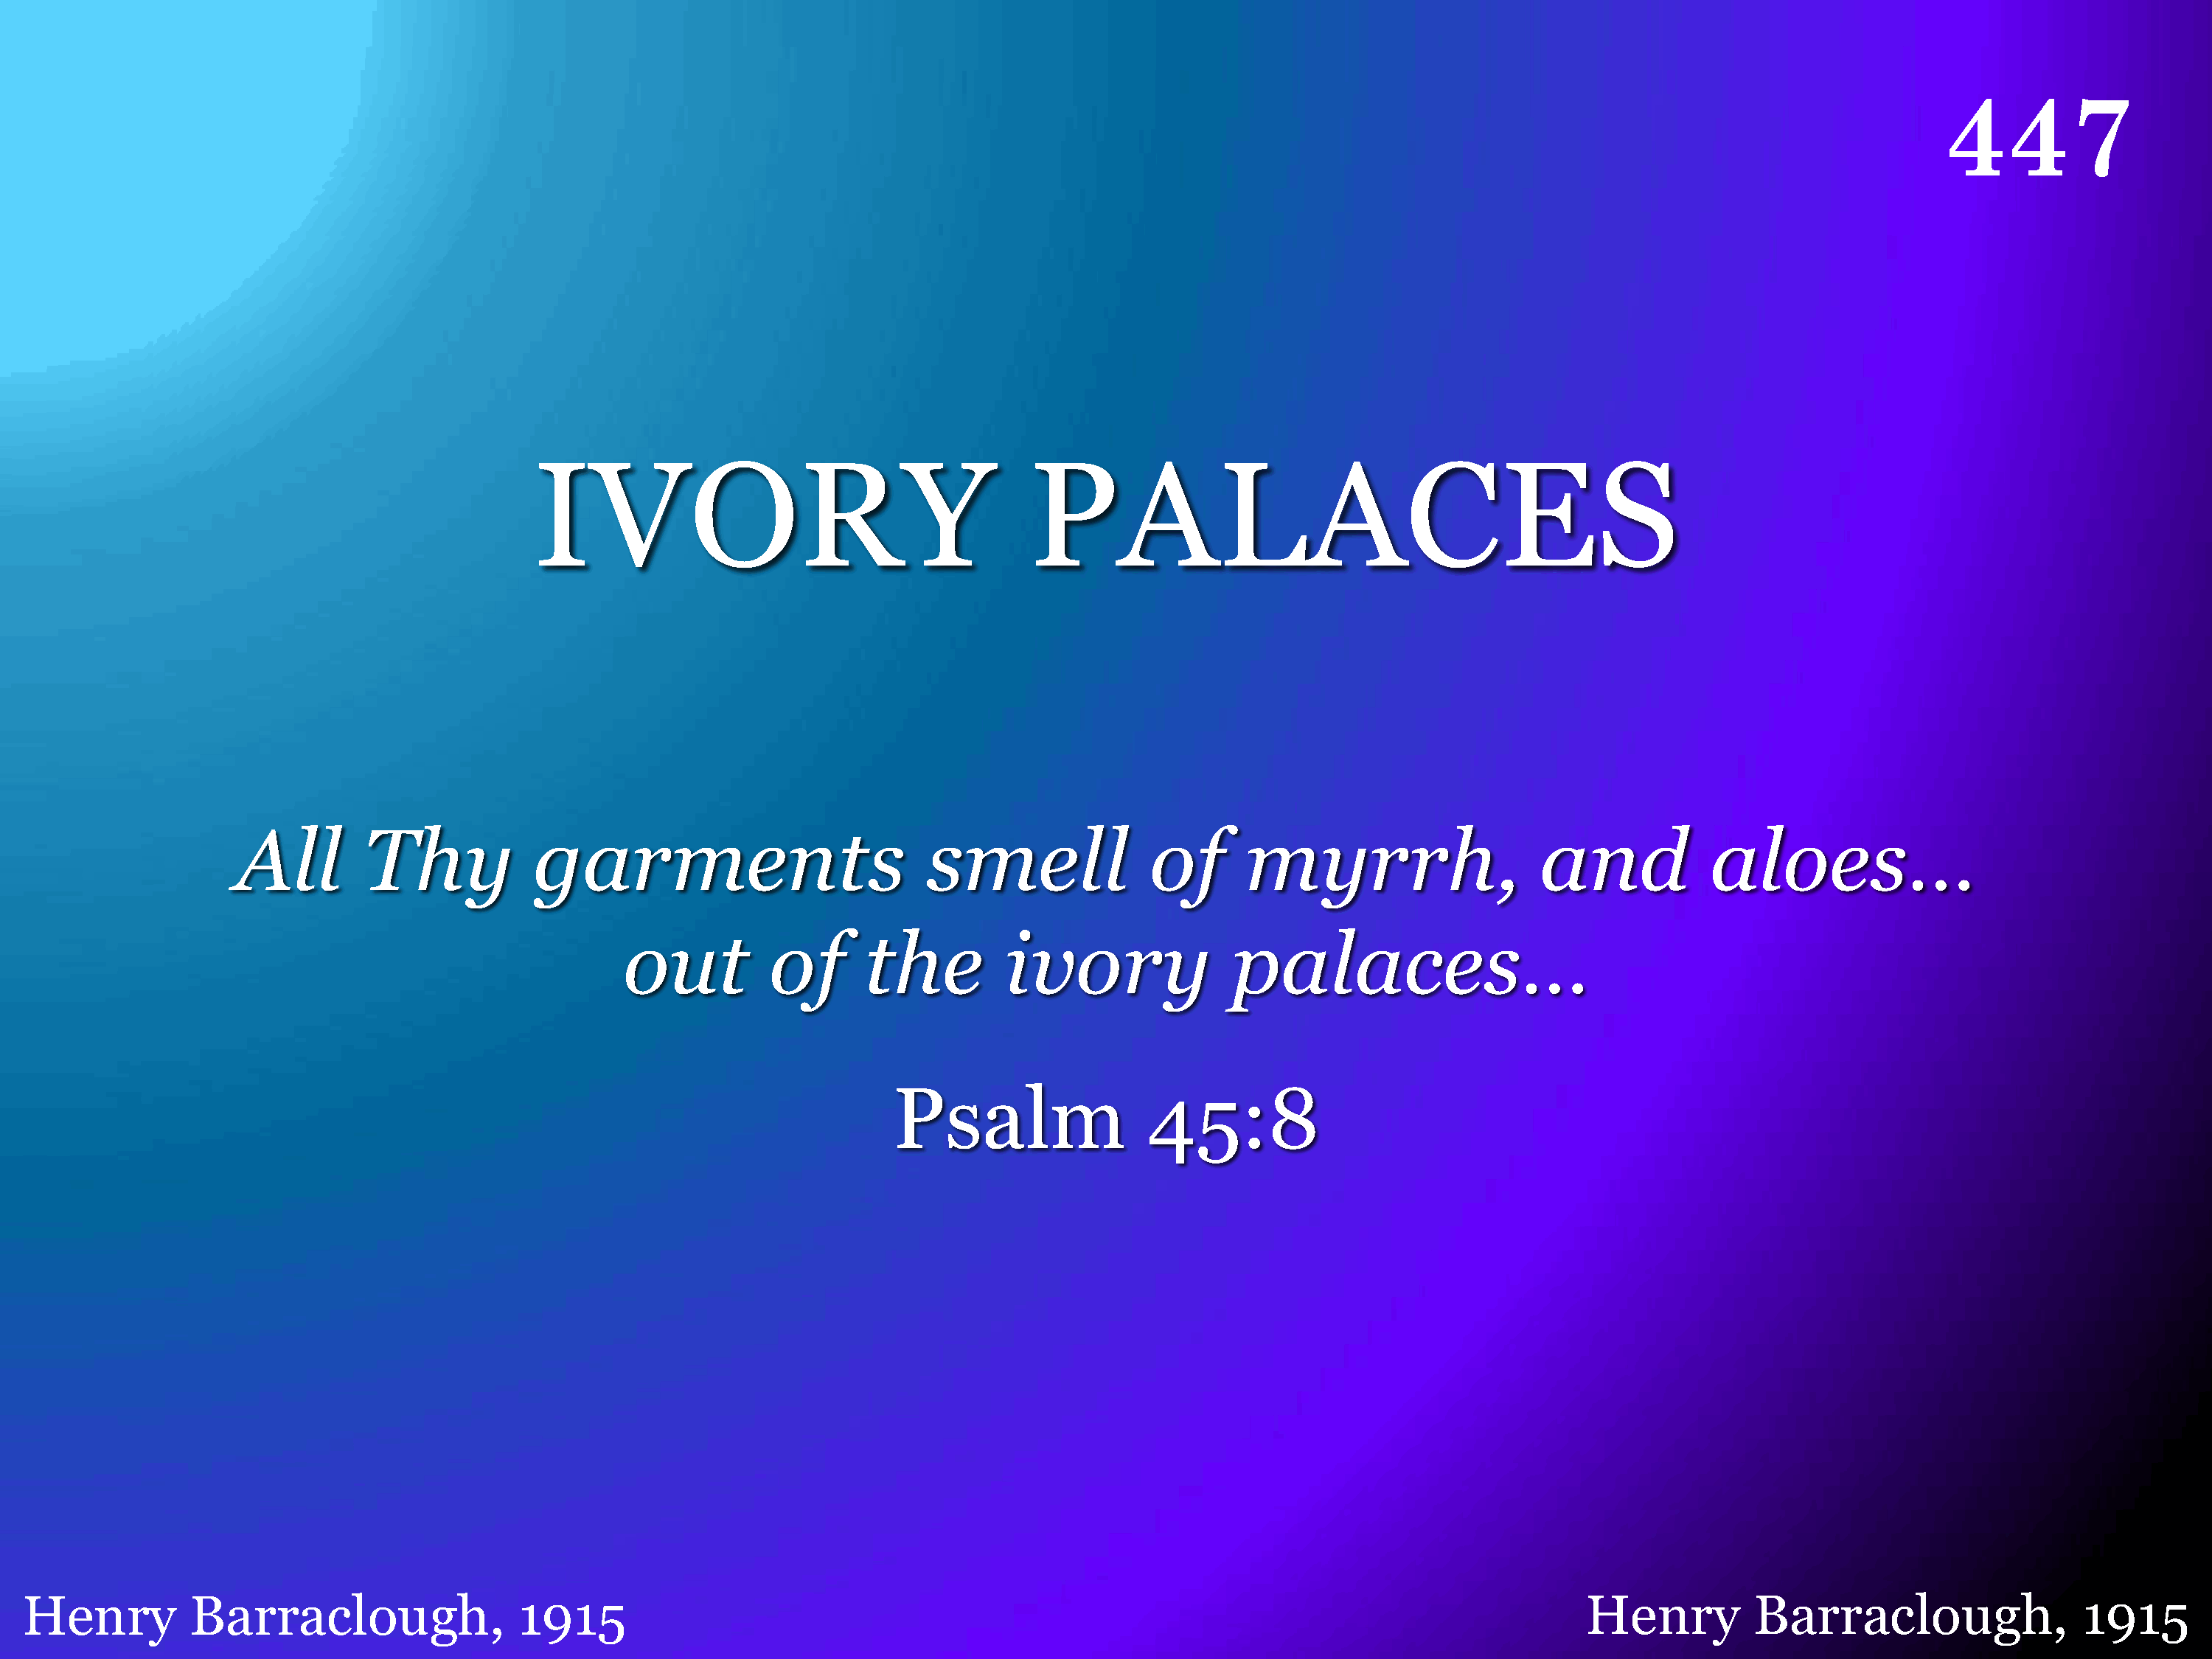 447
IVORY PALACES
All Thy garments smell of myrrh, and aloes...
out of the ivory palaces...
Psalm 45:8
Henry Barraclough, 1915
Henry Barraclough, 1915